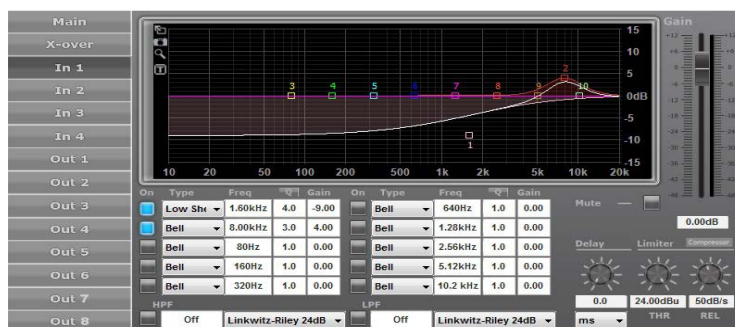 Main
X-over
In 1
In 2
In 3
In 4
Out 1
Out 2
Out 3
Out 4
Out 5
Out 6
Out 7
Out 8
T
3 4 5 6 7 8 9 10
2
1
15
10
5
0dB
-5
-10
-15
10 20 50 100 200 500 1k 2k 5k 10k 20k
On Type Freq Q Gain On Type Freq Q Gain
Low She 1.60kHz 4.0 -9.00 Bell 640Hz 1.0 0.00
Bell 8.00kHz 3.0 4.00 Bell 1.28kHz 1.0 0.00
Bell 80Hz 1.0 0.00 Bell 2.56kHz 1.0 0.00
Bell 160Hz 1.0 0.00 Bell 5.12kHz 1.0 0.00
Bell 320Hz 1.0 0.00 Bell 10.2 kHz 1.0 0.00
HPF LPF
Off Linkwitz-Riley 24dB Off Linkwitz-Riley 24dB
Gain
+12 +12
Mute
0.00dB
Delay Limiter Compressor
0.0 24.00dBu 50dB/s
ms THR REL